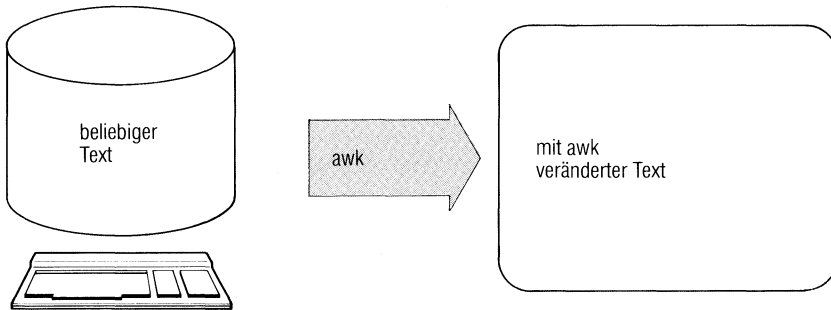 beliebiger
Text
awk
mit awk
veränderter Text